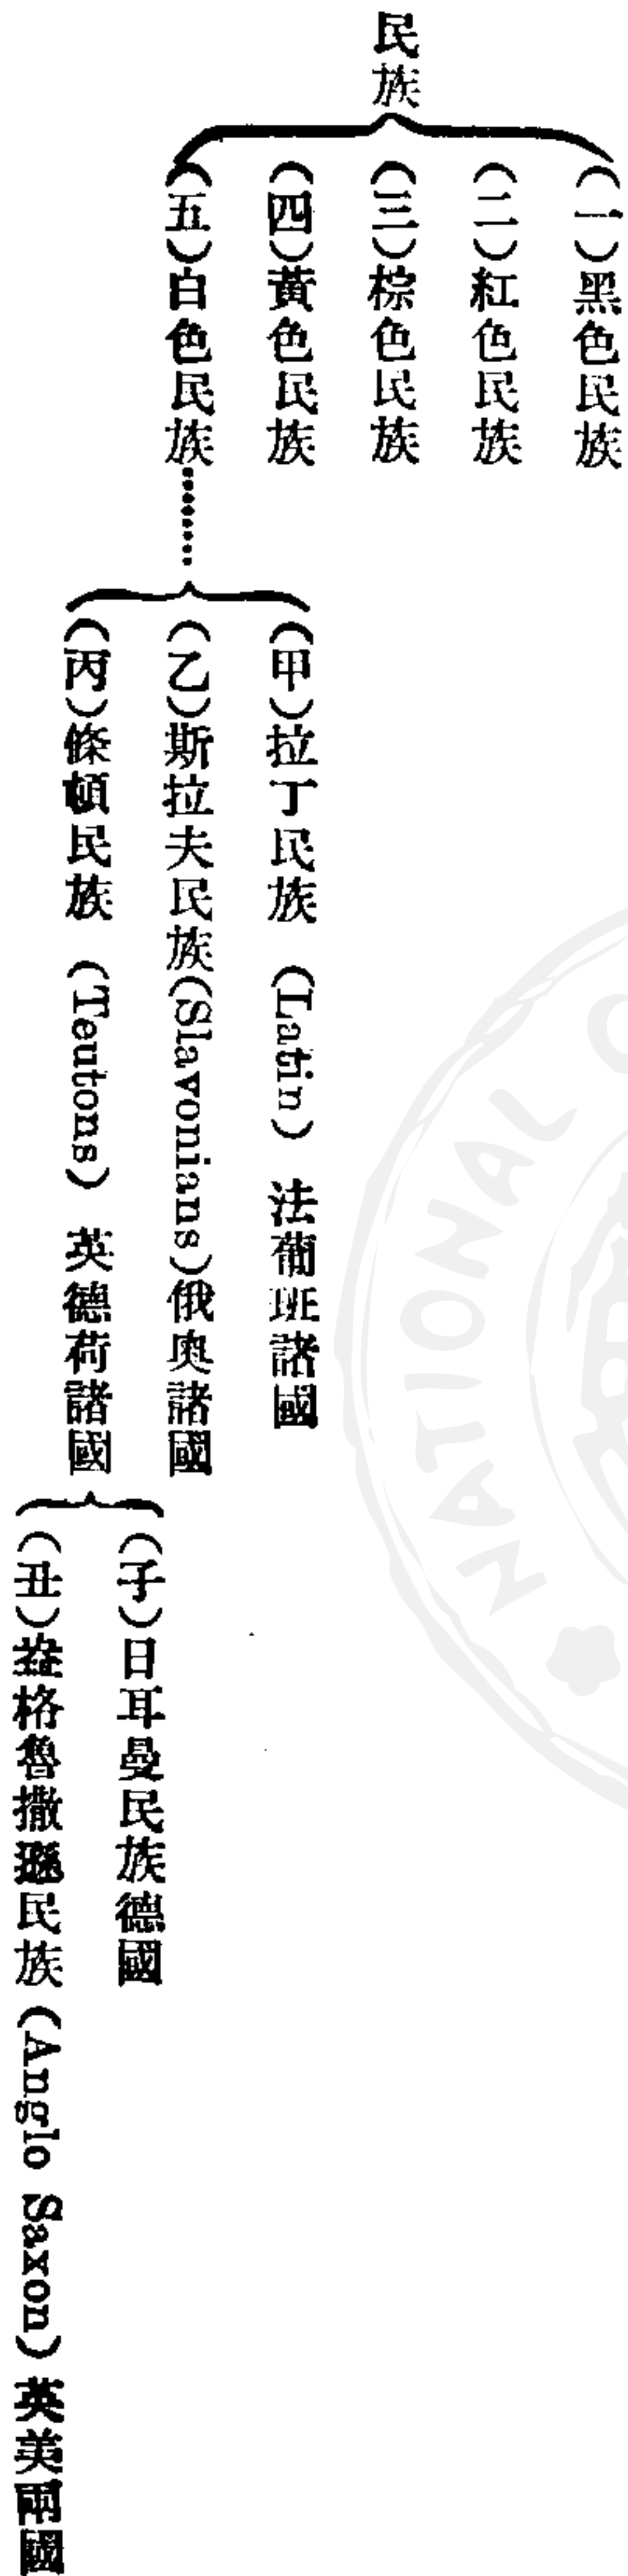 民族
(一)黑色民族
(二)紅色民族
(三)棕色民族
(四)黃色民族
(五)白色民族………
(甲)拉丁民族 (Latin) 法葡班諸國
(乙)斯拉夫民族(Slavonians)俄奧諸國
(丙)條頓民族 (Teutons) 英德荷諸國
(子)日耳曼民族德國
(丑)盎格魯撒遜民族(Anglo Saxon)英美兩國
NATIONAL